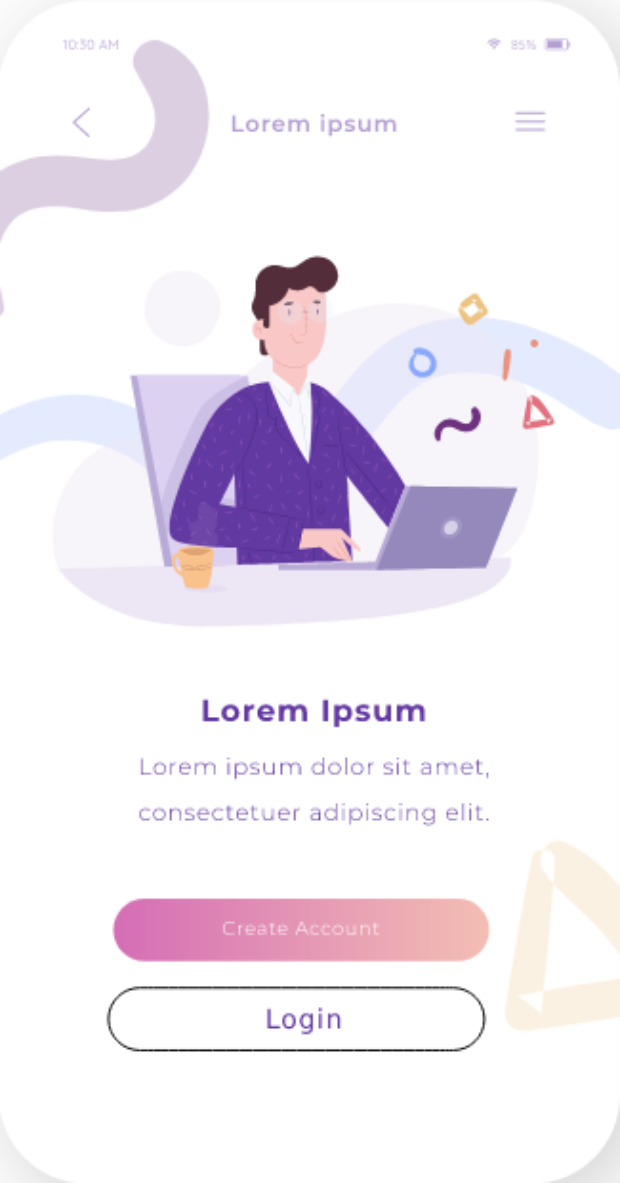 10:30 AM 85%
Lorem ipsum
Lorem Ipsum
Lorem ipsum dolor sit amet,
consectetuer adipiscing elit.
Create Account
Login